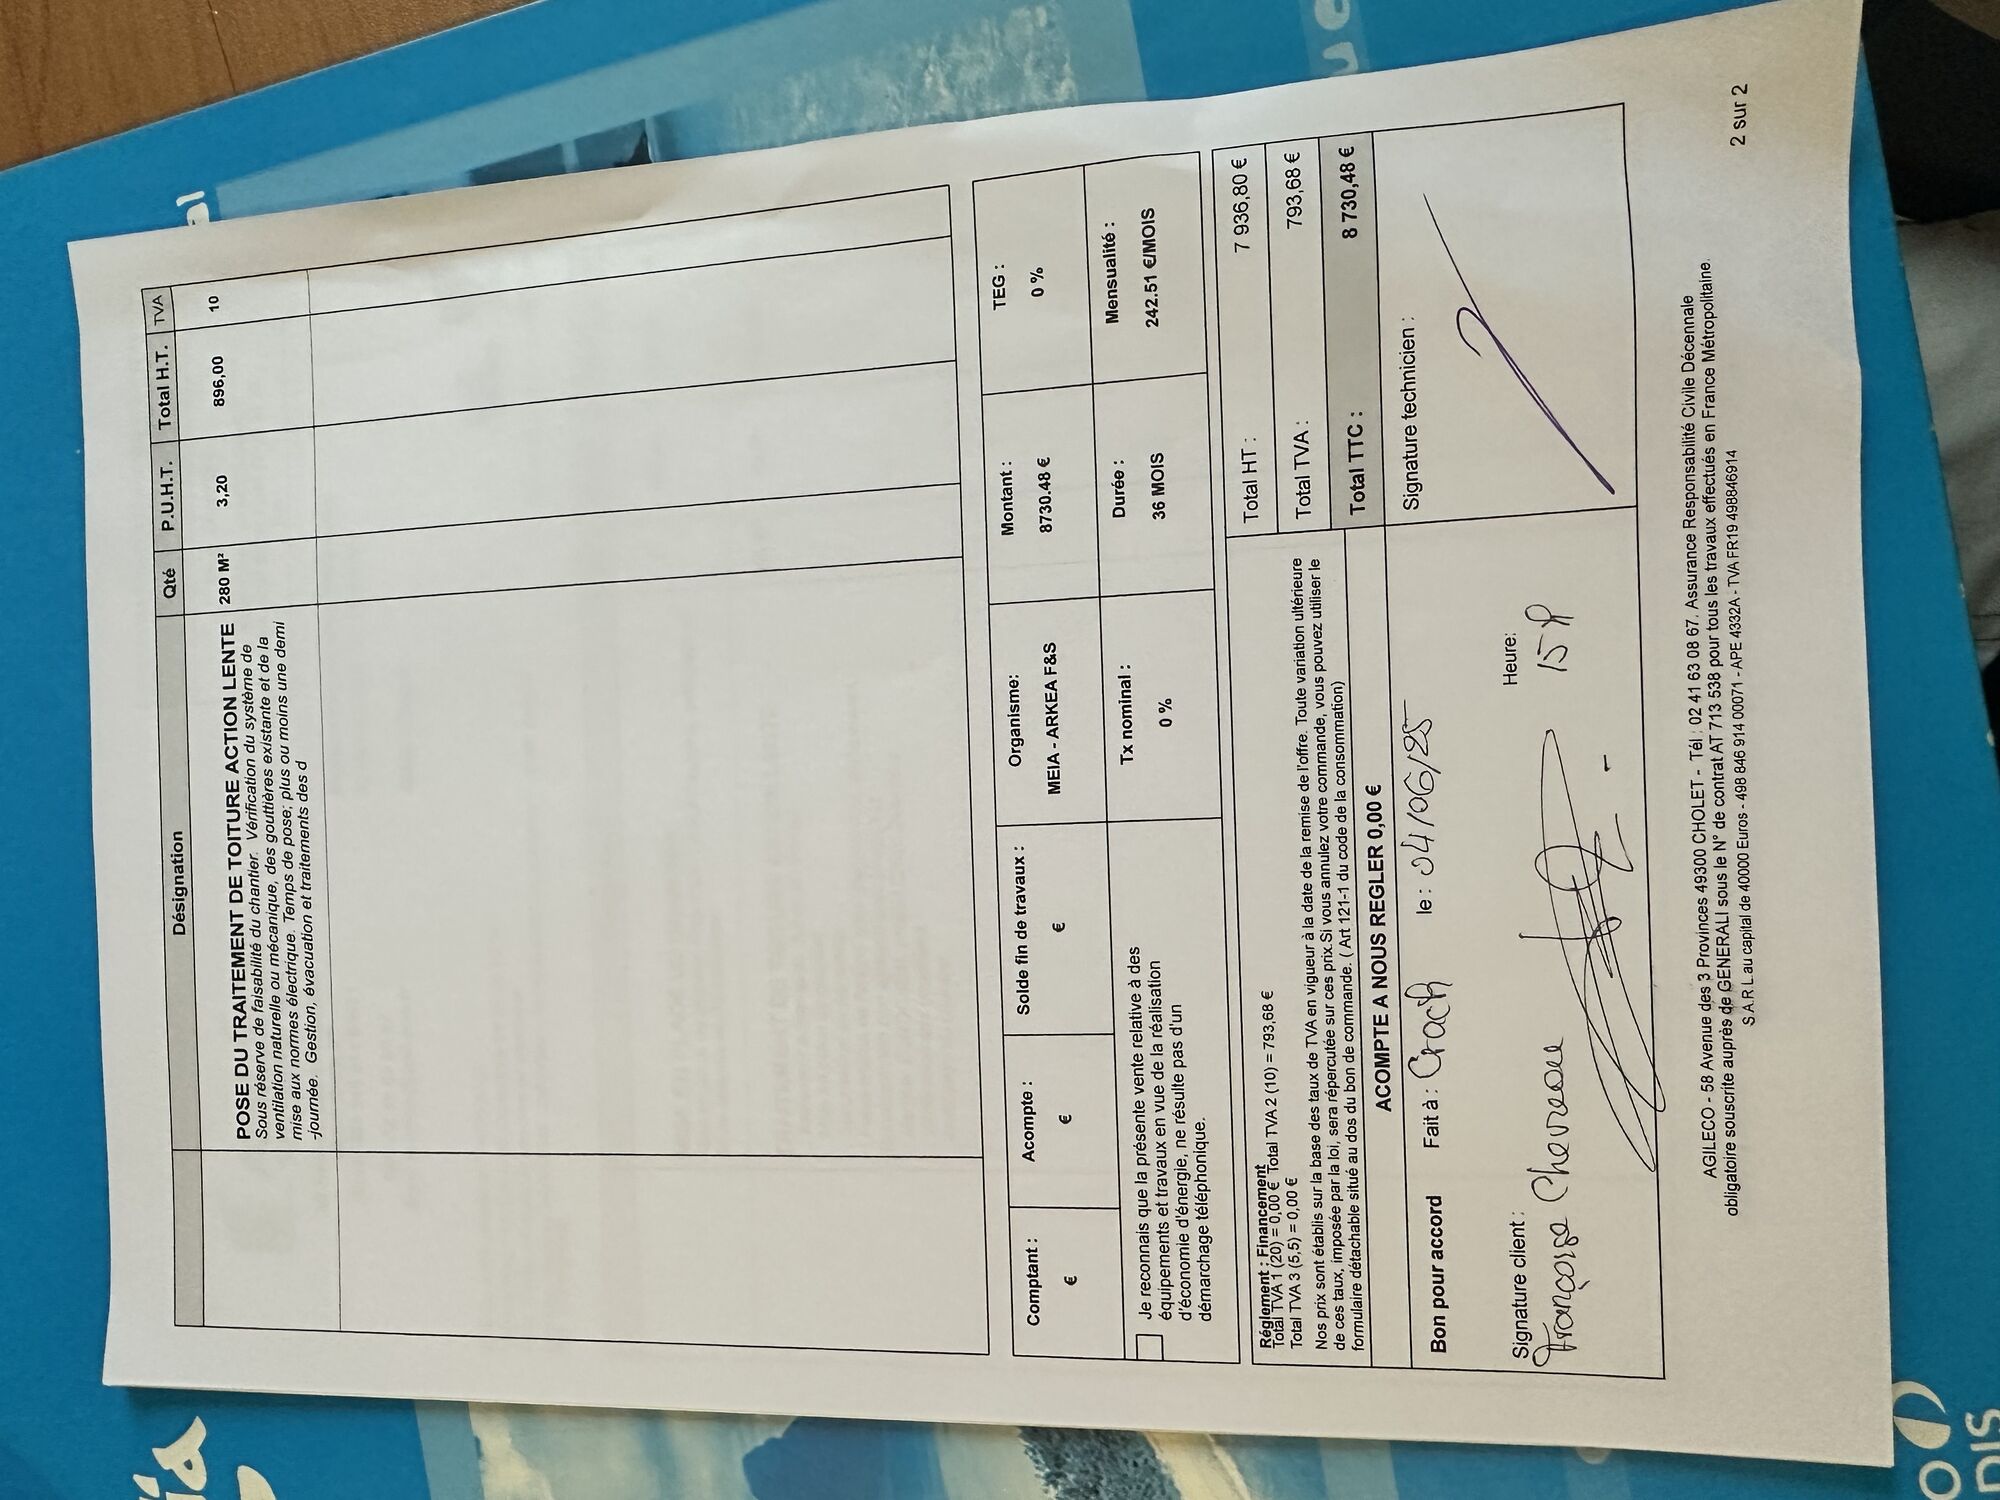 Désignation Qté P.U.H.T. Total H.T. TVA
POSE DU TRAITEMENT DE TOITURE ACTION LENTE 280 M² 3,20 896,00 10
Sous réserve de faisabilité du chantier. Vérification du système de
ventilation naturelle ou mécanique, des gouttières existante et de la
mise aux normes électrique. Temps de pose; plus ou moins une demi
-journée. Gestion, évacuation et traitements des d
Comptant : Acompte : Solde fin de travaux : Organisme: Montant : TEG :
€ € € MEIA - ARKEA F&S 8730.48 € 0 %
Je reconnais que la présente vente relative à des
équipements et travaux en vue de la réalisation
d'économie d'énergie, ne résulte pas d'un
démarchage téléphonique.
Tx nominal : Durée : Mensualité :
0 % 36 MOIS 242.51 €/MOIS
Réglement : Financement
Total TVA 1 (20) = 0,00 € Total TVA 2 (10) = 793,68 €
Total TVA 3 (5,5) = 0,00 €
Nos prix sont établis sur la base des taux de TVA en vigueur à la date de la remise de l'offre. Toute variation ultérieure
de ces taux, imposée par la loi, sera répercutée sur ces prix.Si vous annulez votre commande, vous pouvez utiliser le
formulaire détachable situé au dos du bon de commande. ( Art 121-1 du code de la consommation)
Total HT : 7 936,80 €
Total TVA : 793,68 €
Total TTC : 8 730,48 €
ACOMPTE A NOUS REGLER 0,00 €
Bon pour accord Fait à : Crach le : 04/06/25
Heure: 15h
Signature client :
Françoise Chevreau
Signature technicien :
AGILECO - 58 Avenue des 3 Provinces 49300 CHOLET - Tél : 02 41 63 08 67. Assurance Responsabilité Civile Décennale
obligatoire souscrite auprès de GENERALI sous le N° de contrat AT 713 538 pour tous les travaux effectués en France Métropolitaine.
S.A.R.L au capital de 40000 Euros - 498 846 914 00071 - APE 4332A - TVA FR19 498846914
2 sur 2